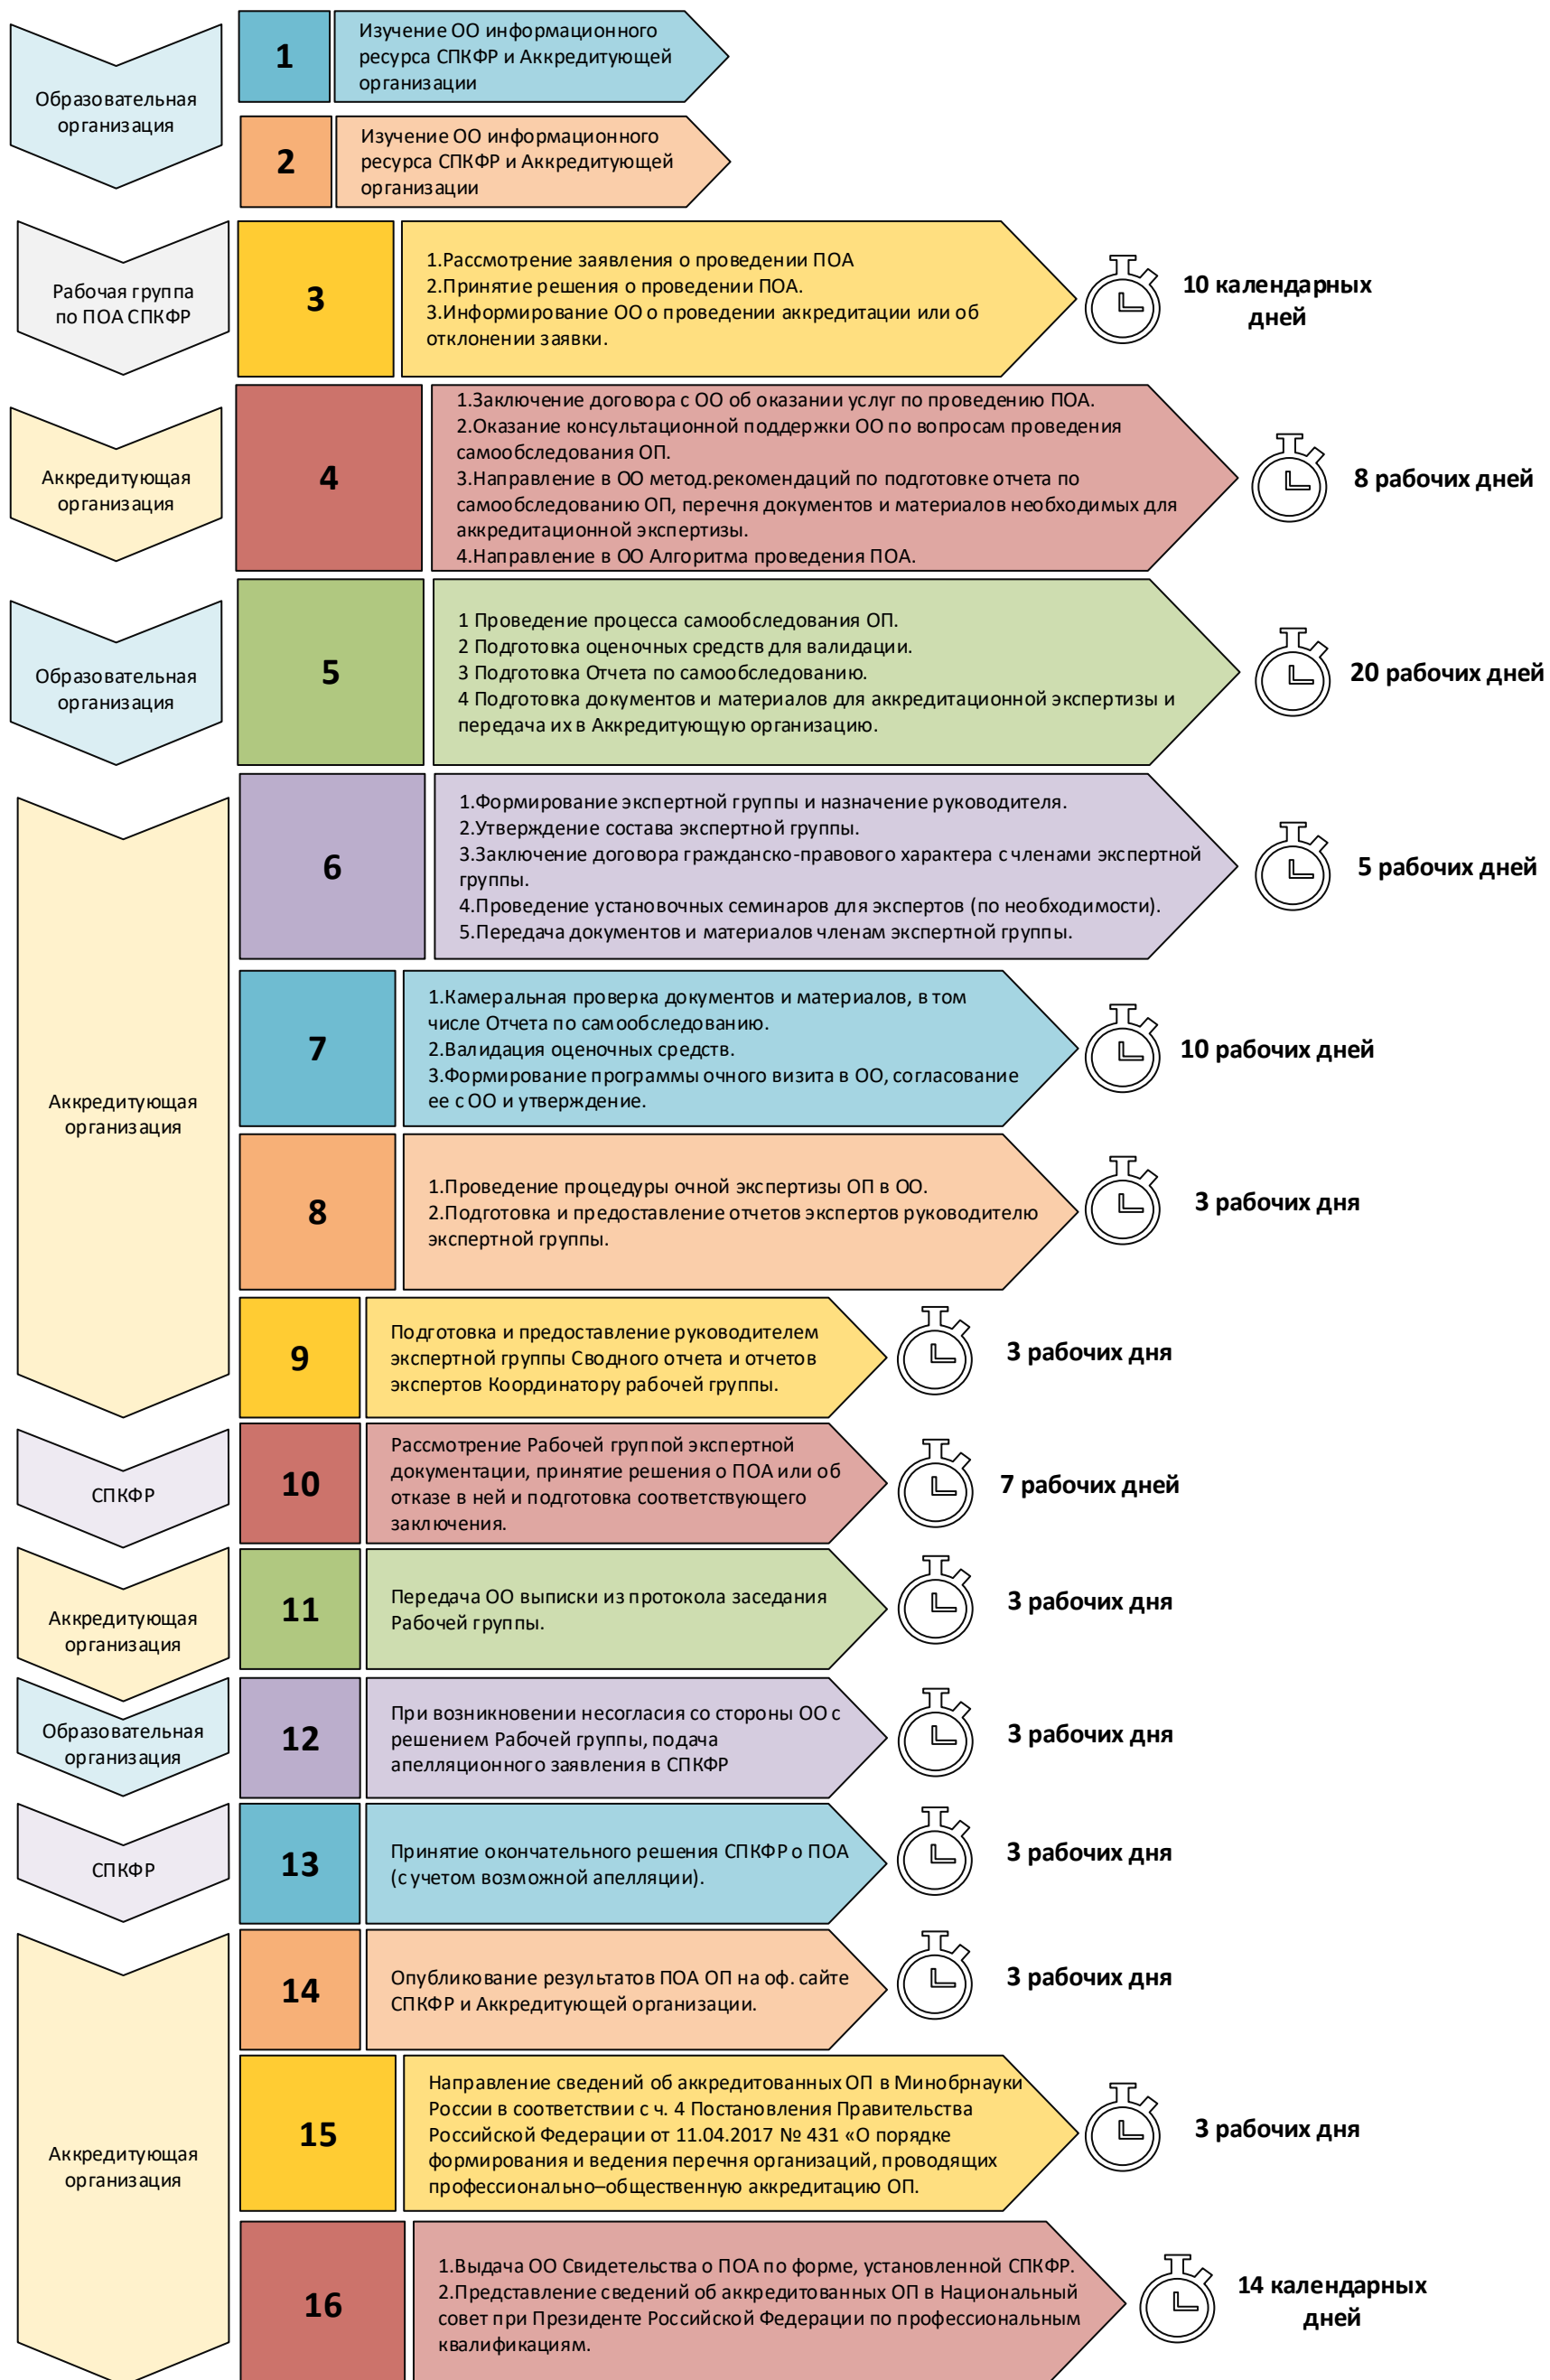 Образовательная
организация
1
Изучение ОО информационного
ресурса СПКФР и Аккредитующей
организации
2
Изучение ОО информационного
ресурса СПКФР и Аккредитующей
организации
Рабочая группа
по ПОА СПКФР
3
1.Рассмотрение заявления о проведении ПОА
2.Принятие решения о проведении ПОА.
3.Информирование ОО о проведении аккредитации или об
отклонении заявки.
10 календарных
дней
Аккредитующая
организация
4
1.Заключение договора с ОО об оказании услуг по проведению ПОА.
2.Оказание консультационной поддержки ОО по вопросам проведения
самообследования ОП.
3.Направление в ОО метод.рекомендаций по подготовке отчета по
самообследованию ОП, перечня документов и материалов необходимых для
аккредитационной экспертизы.
4.Направление в ОО Алгоритма проведения ПОА.
8 рабочих дней
Образовательная
организация
5
1 Проведение процесса самообследования ОП.
2 Подготовка оценочных средств для валидации.
3 Подготовка Отчета по самообследованию.
4 Подготовка документов и материалов для аккредитационной экспертизы и
передача их в Аккредитующую организацию.
20 рабочих дней
Аккредитующая
организация
6
1.Формирование экспертной группы и назначение руководителя.
2.Утверждение состава экспертной группы.
3.Заключение договора гражданско-правового характера с членами экспертной
группы.
4.Проведение установочных семинаров для экспертов (по необходимости).
5.Передача документов и материалов членам экспертной группы.
5 рабочих дней
7
1.Камеральная проверка документов и материалов, в том
числе Отчета по самообследованию.
2.Валидация оценочных средств.
3.Формирование программы очного визита в ОО, согласование
ее с ОО и утверждение.
10 рабочих дней
8
1.Проведение процедуры очной экспертизы ОП в ОО.
2.Подготовка и предоставление отчетов экспертов руководителю
экспертной группы.
3 рабочих дня
9
Подготовка и предоставление руководителем
экспертной группы Сводного отчета и отчетов
экспертов Координатору рабочей группы.
3 рабочих дня
СПКФР
10
Рассмотрение Рабочей группой экспертной
документации, принятие решения о ПОА или об
отказе в ней и подготовка соответствующего
заключения.
7 рабочих дней
Аккредитующая
организация
11
Передача ОО выписки из протокола заседания
Рабочей группы.
3 рабочих дня
Образовательная
организация
12
При возникновении несогласия со стороны ОО с
решением Рабочей группы, подача
апелляционного заявления в СПКФР
3 рабочих дня
СПКФР
13
Принятие окончательного решения СПКФР о ПОА
(с учетом возможной апелляции).
3 рабочих дня
Аккредитующая
организация
14
Опубликование результатов ПОА ОП на оф. сайте
СПКФР и Аккредитующей организации.
3 рабочих дня
15
Направление сведений об аккредитованных ОП в Минобрнауки
России в соответствии с ч. 4 Постановления Правительства
Российской Федерации от 11.04.2017 № 431 «О порядке
формирования и ведения перечня организаций, проводящих
профессионально–общественную аккредитацию ОП.
3 рабочих дня
16
1.Выдача ОО Свидетельства о ПОА по форме, установленной СПКФР.
2.Представление сведений об аккредитованных ОП в Национальный
совет при Президенте Российской Федерации по профессиональным
квалификациям.
14 календарных
дней